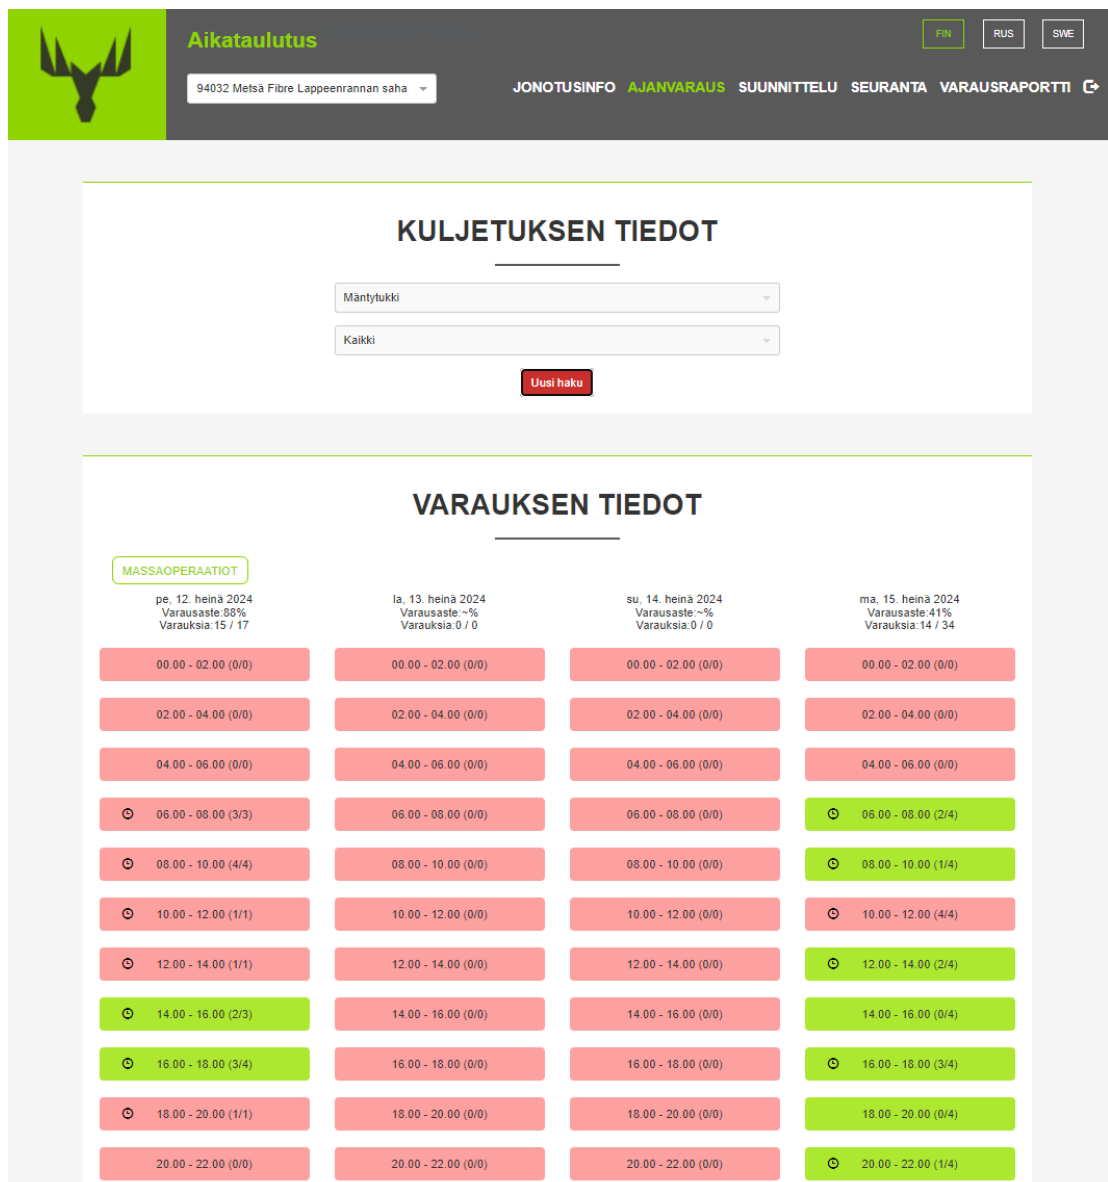 Aikataulutus
FIN RUS SWE
94032 Metsä Fibre Lappeenrannan saha
JONOTUSINFO AJANVARAUS SUUNNITTELU SEURANTA VARAUSRAPORTTI
KULJETUKSEN TIEDOT
Mäntytukki
Kaikki
Uusi haku
VARAUKSEN TIEDOT
MASSAOPERAATIOT
pe, 12. heinä 2024 la, 13. heinä 2024 su, 14. heinä 2024 ma, 15. heinä 2024
Varausaste:88% Varausaste:~% Varausaste:~% Varausaste:41%
Varauksia:15 / 17 Varauksia:0 / 0 Varauksia:0 / 0 Varauksia:14 / 34
00.00 - 02.00 (0/0) 00.00 - 02.00 (0/0) 00.00 - 02.00 (0/0) 00.00 - 02.00 (0/0)
02.00 - 04.00 (0/0) 02.00 - 04.00 (0/0) 02.00 - 04.00 (0/0) 02.00 - 04.00 (0/0)
04.00 - 06.00 (0/0) 04.00 - 06.00 (0/0) 04.00 - 06.00 (0/0) 04.00 - 06.00 (0/0)
06.00 - 08.00 (3/3) 06.00 - 08.00 (0/0) 06.00 - 08.00 (0/0) 06.00 - 08.00 (2/4)
08.00 - 10.00 (4/4) 08.00 - 10.00 (0/0) 08.00 - 10.00 (0/0) 08.00 - 10.00 (1/4)
10.00 - 12.00 (1/1) 10.00 - 12.00 (0/0) 10.00 - 12.00 (0/0) 10.00 - 12.00 (4/4)
12.00 - 14.00 (1/1) 12.00 - 14.00 (0/0) 12.00 - 14.00 (0/0) 12.00 - 14.00 (2/4)
14.00 - 16.00 (2/3) 14.00 - 16.00 (0/0) 14.00 - 16.00 (0/0) 14.00 - 16.00 (0/4)
16.00 - 18.00 (3/4) 16.00 - 18.00 (0/0) 16.00 - 18.00 (0/0) 16.00 - 18.00 (3/4)
18.00 - 20.00 (1/1) 18.00 - 20.00 (0/0) 18.00 - 20.00 (0/0) 18.00 - 20.00 (0/4)
20.00 - 22.00 (0/0) 20.00 - 22.00 (0/0) 20.00 - 22.00 (0/0) 20.00 - 22.00 (1/4)